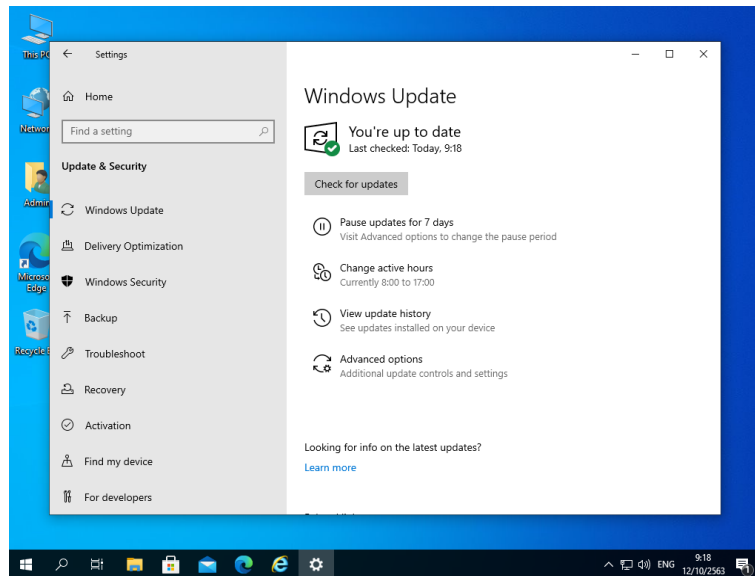 This PC
Network
Admin
Microsoft
Edge
Recycle B
Settings
Home
Find a setting
Update & Security
Windows Update
Delivery Optimization
Windows Security
Backup
Troubleshoot
Recovery
Activation
Find my device
For developers
Windows Update
You're up to date
Last checked: Today, 9:18
Check for updates
Pause updates for 7 days
Visit Advanced options to change the pause period
Change active hours
Currently 8:00 to 17:00
View update history
See updates installed on your device
Advanced options
Additional update controls and settings
Looking for info on the latest updates?
Learn more
ENG
9:18
12/10/2563
1